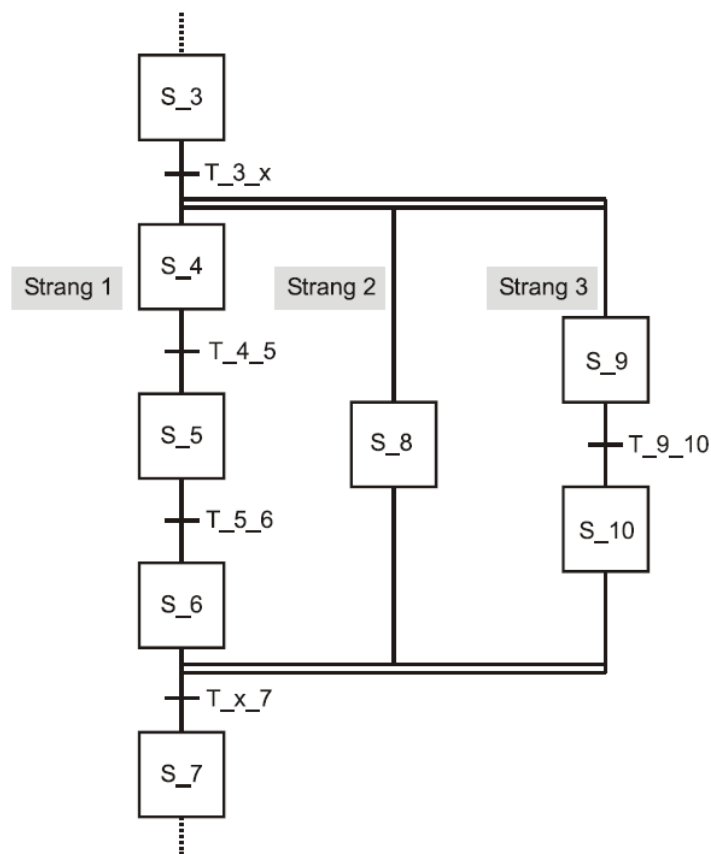 S_3
T_3_x
S_4
Strang 1
Strang 2
Strang 3
T_4_5
S_9
S_5
S_8
T_9_10
T_5_6
S_10
S_6
T_x_7
S_7